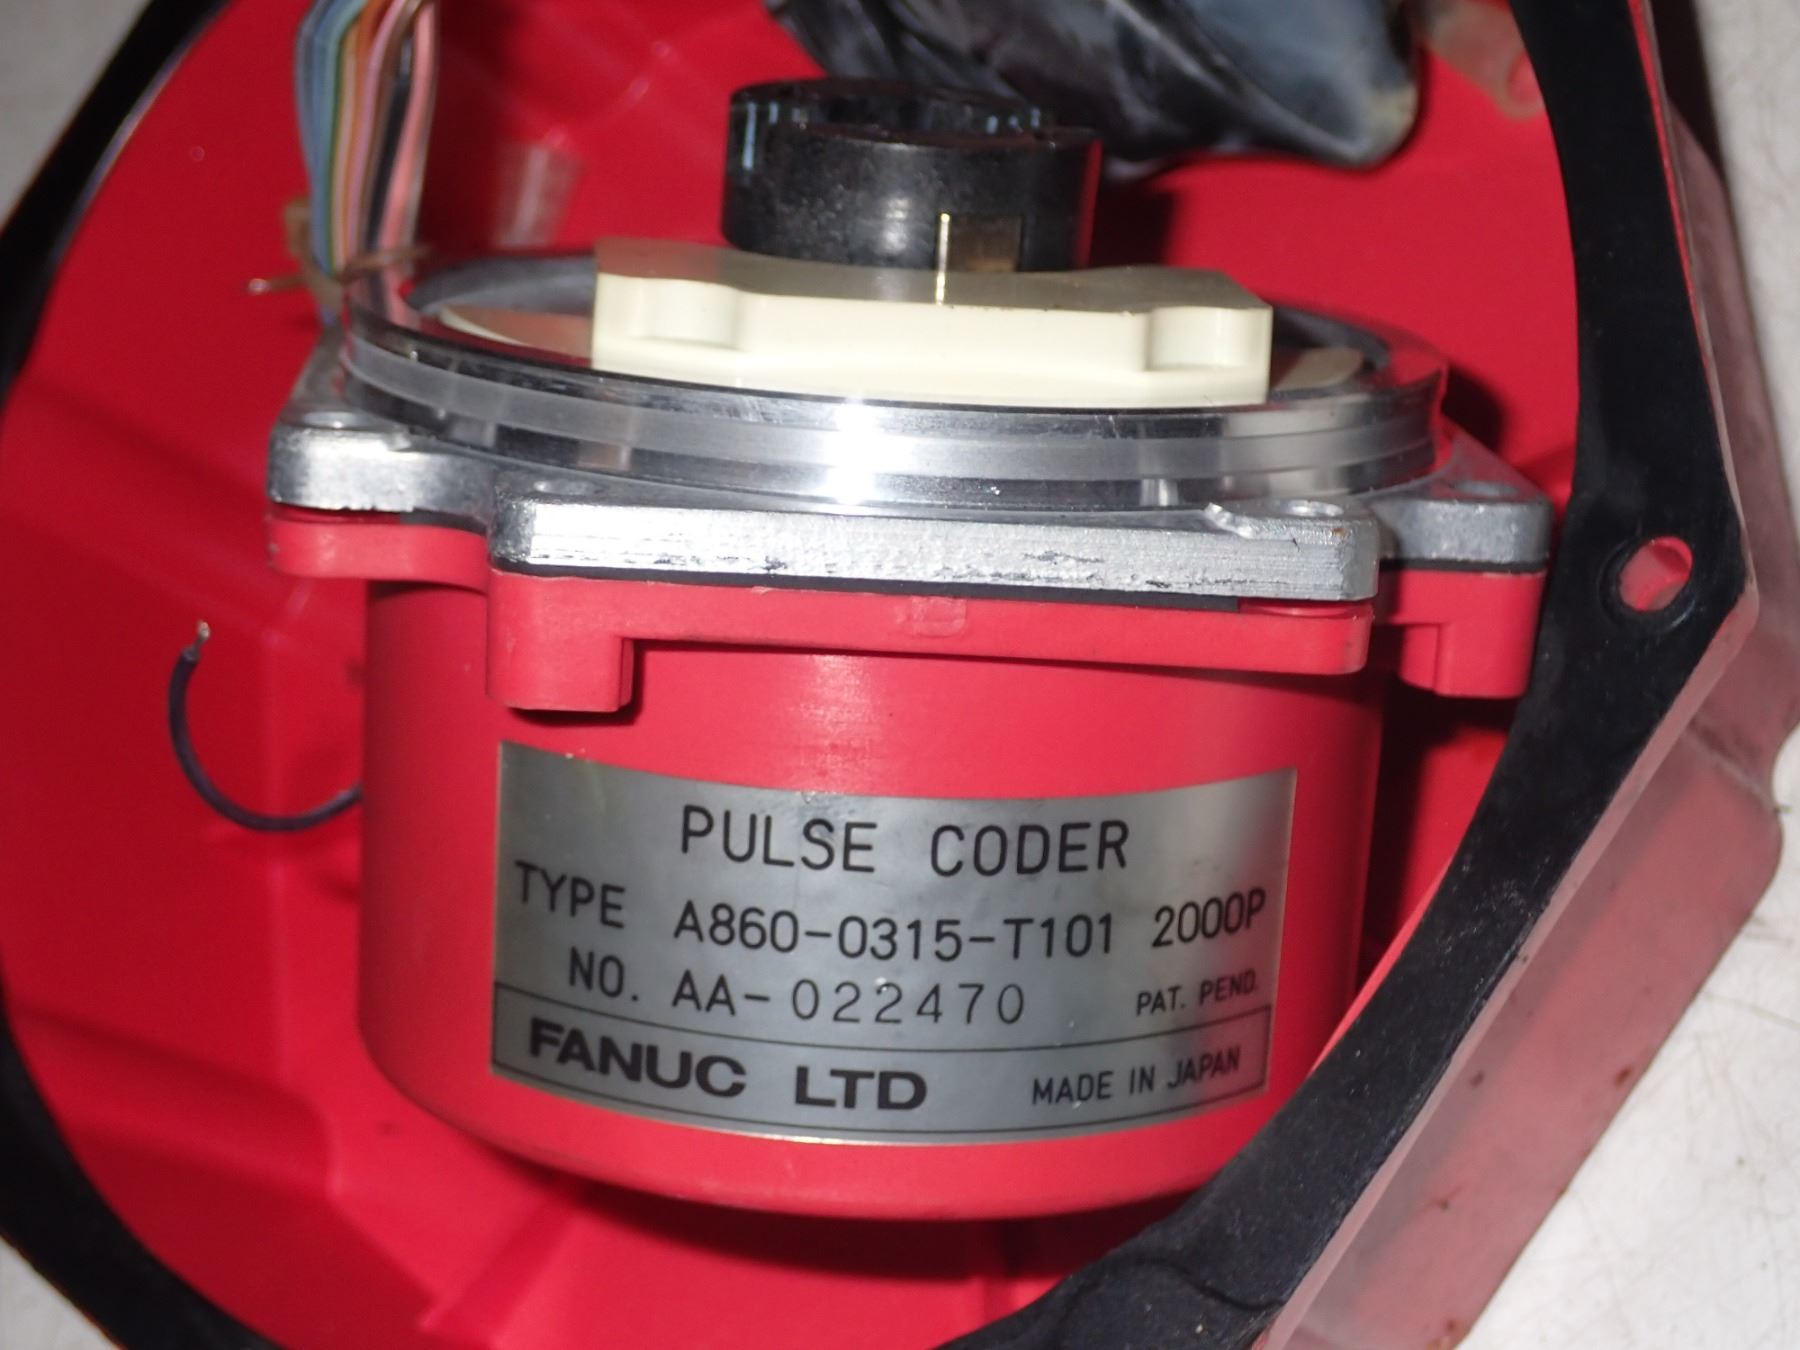 PULSE CODER
TYPE A860-0315-T101 2000P
NO. AA-022470 PAT. PEND.
FANUC LTD MADE IN JAPAN